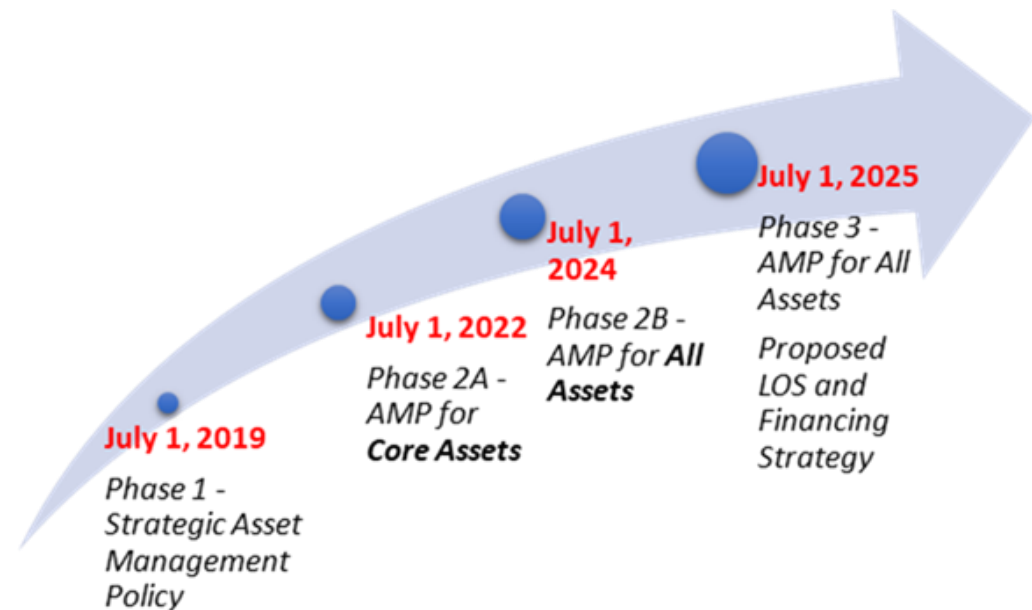 July 1, 2019
Phase 1 -
Strategic Asset
Management
Policy
July 1, 2022
Phase 2A -
AMP for
Core Assets
July 1,
2024
Phase 2B -
AMP for All
Assets
July 1, 2025
Phase 3 -
AMP for All
Assets
Proposed
LOS and
Financing
Strategy